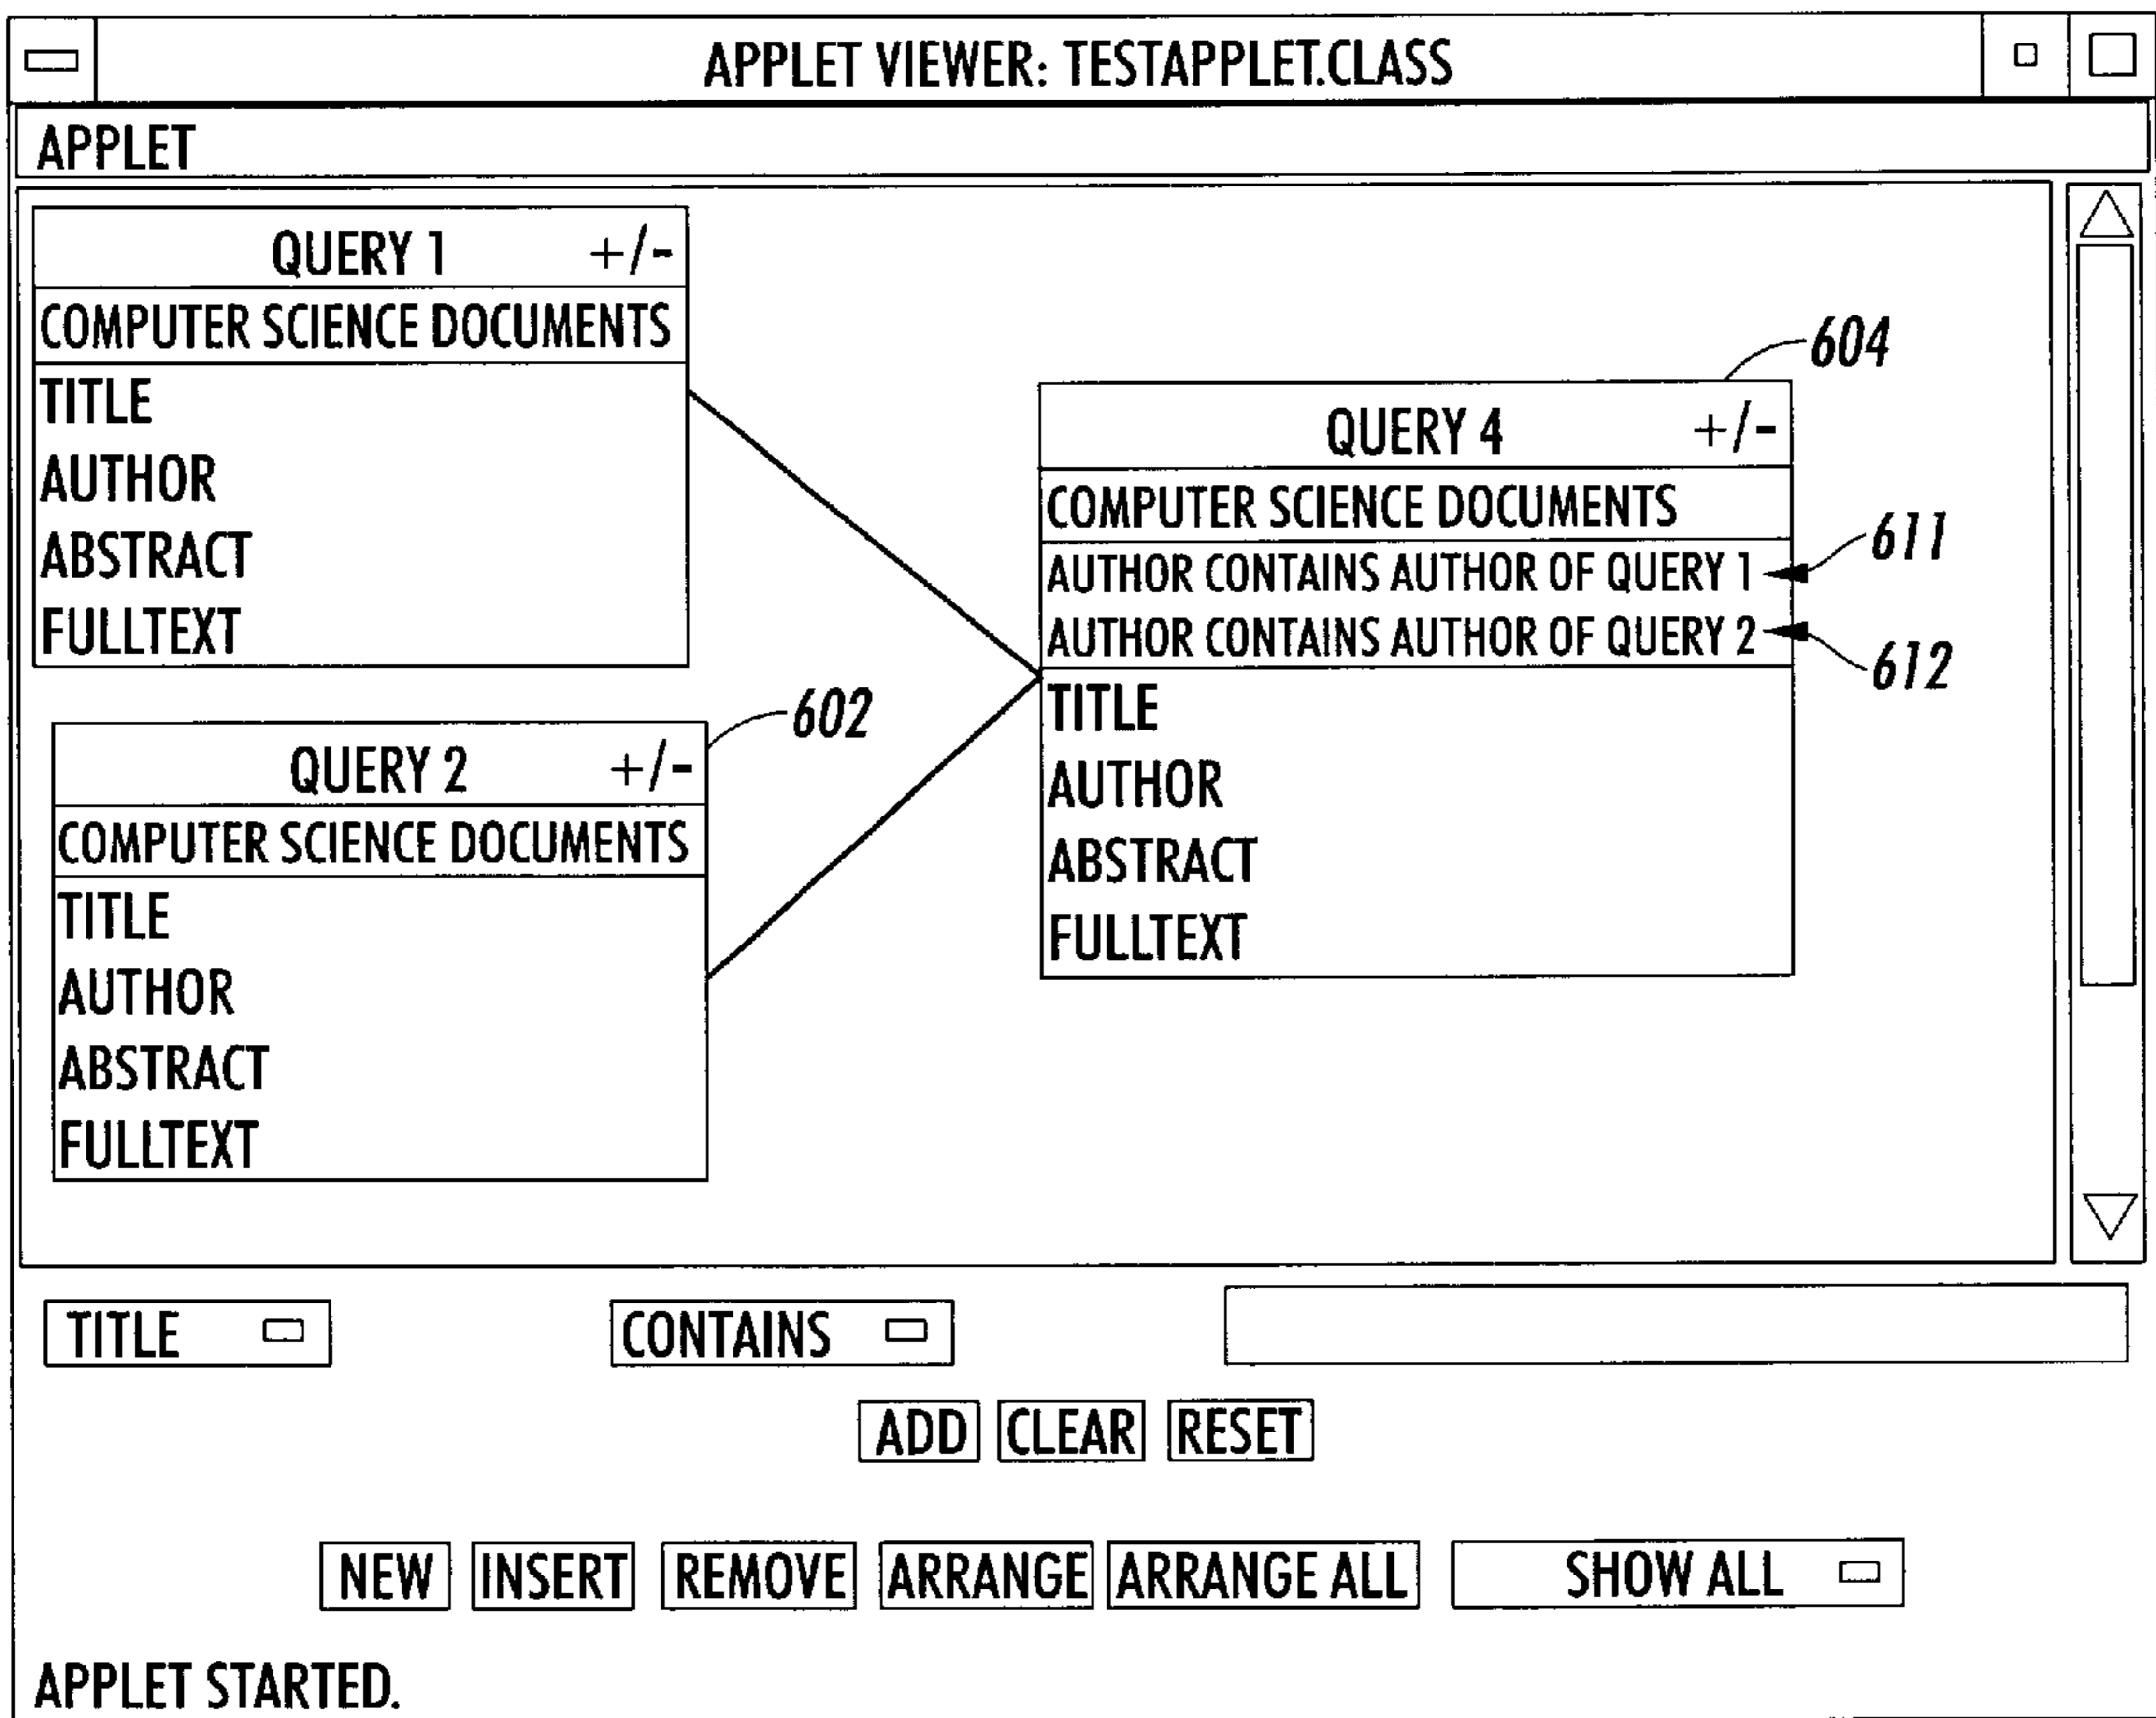 APPLET VIEWER: TESTAPPLET.CLASS
APPLET
QUERY 1 +/-
COMPUTER SCIENCE DOCUMENTS
TITLE
AUTHOR
ABSTRACT
FULLTEXT
602
QUERY 2 +/-
COMPUTER SCIENCE DOCUMENTS
TITLE
AUTHOR
ABSTRACT
FULLTEXT
604
QUERY 4 +/-
COMPUTER SCIENCE DOCUMENTS
AUTHOR CONTAINS AUTHOR OF QUERY 1
611
AUTHOR CONTAINS AUTHOR OF QUERY 2
612
TITLE
AUTHOR
ABSTRACT
FULLTEXT
TITLE CONTAINS
ADD CLEAR RESET
NEW INSERT REMOVE ARRANGE ARRANGE ALL SHOW ALL
APPLET STARTED.